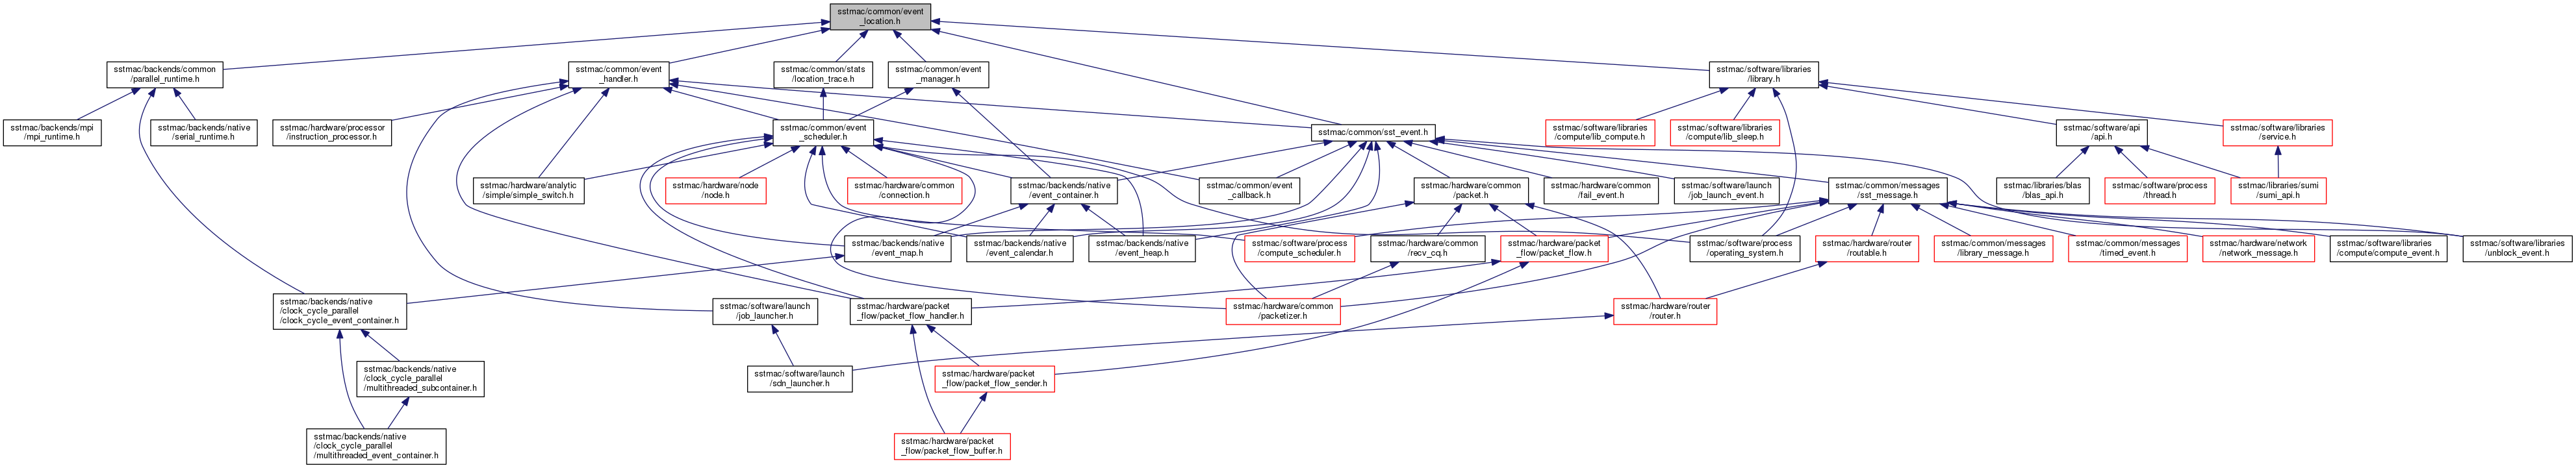 sstmac/common/event
_location.h
sstmac/backends/common
/parallel_runtime.h
sstmac/common/event
_handler.h
sstmac/common/stats
/location_trace.h
sstmac/common/event
_manager.h
sstmac/software/libraries
/library.h
sstmac/backends/mpi
/mpi_runtime.h
sstmac/backends/native
/serial_runtime.h
sstmac/hardware/processor
/instruction_processor.h
sstmac/common/event
_scheduler.h
sstmac/common/sst_event.h
sstmac/software/libraries
/compute/lib_compute.h
sstmac/software/libraries
/compute/lib_sleep.h
sstmac/software/api
/api.h
sstmac/software/libraries
/service.h
sstmac/hardware/analytic
/simple/simple_switch.h
sstmac/hardware/node
/node.h
sstmac/hardware/common
/connection.h
sstmac/backends/native
/event_container.h
sstmac/common/event
_callback.h
sstmac/hardware/common
/packet.h
sstmac/hardware/common
/fail_event.h
sstmac/software/launch
/job_launch_event.h
sstmac/common/messages
/sst_message.h
sstmac/libraries/blas
/blas_api.h
sstmac/software/process
/thread.h
sstmac/libraries/sumi
/sumi_api.h
sstmac/backends/native
/event_map.h
sstmac/backends/native
/event_calendar.h
sstmac/backends/native
/event_heap.h
sstmac/software/process
/compute_scheduler.h
sstmac/hardware/common
/recv_cq.h
sstmac/hardware/packet
_flow/packet_flow.h
sstmac/software/process
/operating_system.h
sstmac/hardware/router
/routable.h
sstmac/common/messages
/library_message.h
sstmac/common/messages
/timed_event.h
sstmac/hardware/network
/network_message.h
sstmac/software/libraries
/compute/compute_event.h
sstmac/software/libraries
/unblock_event.h
sstmac/backends/native
/clock_cycle_parallel
/clock_cycle_event_container.h
sstmac/software/launch
/job_launcher.h
sstmac/hardware/packet
_flow/packet_flow_handler.h
sstmac/hardware/common
/packetizer.h
sstmac/hardware/router
/router.h
sstmac/backends/native
/clock_cycle_parallel
/multithreaded_subcontainer.h
sstmac/software/launch
/sdn_launcher.h
sstmac/hardware/packet
_flow/packet_flow_sender.h
sstmac/backends/native
/clock_cycle_parallel
/multithreaded_event_container.h
sstmac/hardware/packet
_flow/packet_flow_buffer.h